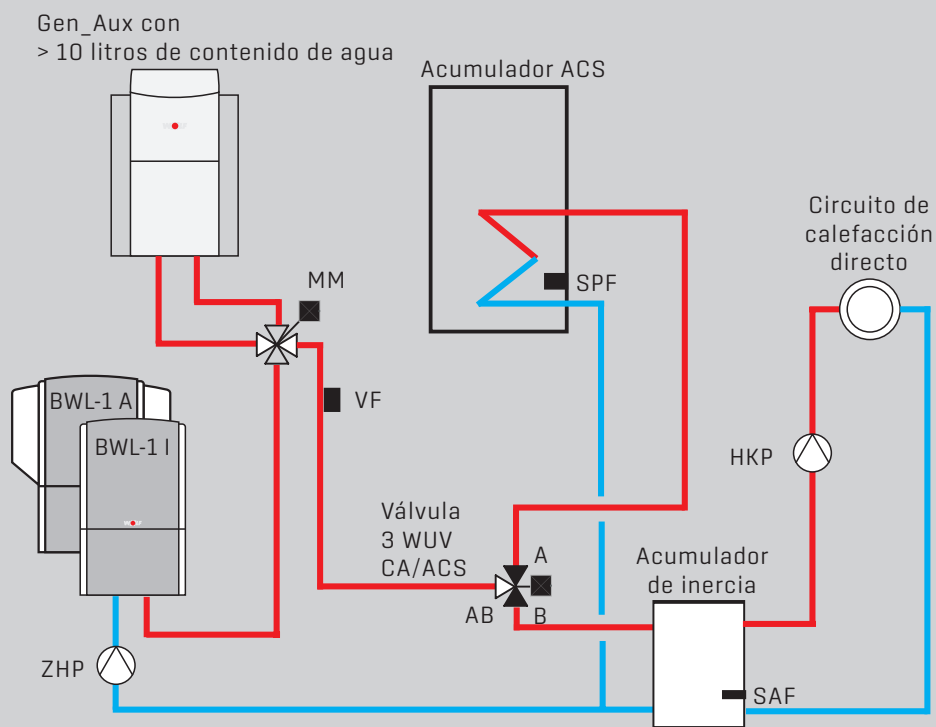 Gen_Aux con
> 10 litros de contenido de agua
Acumulador ACS
Circuito de
calefacción
directo
MM
SPF
VF
BWL-1 A
BWL-1 I
HKP
Válvula
3 WUV
CA/ACS
A
AB
B
Acumulador
de inercia
ZHP
SAF